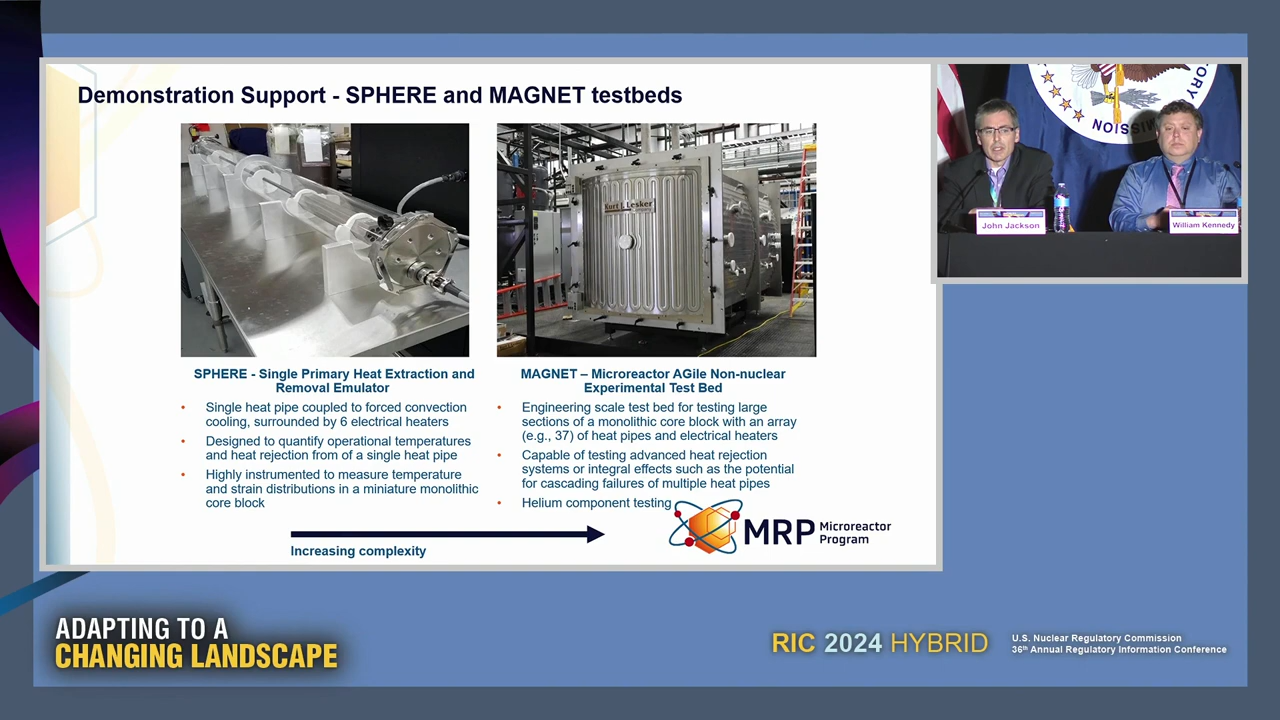 Demonstration Support - SPHERE and MAGNET testbeds
Kurt J. Lesker
SPHERE - Single Primary Heat Extraction and
Removal Emulator
• Single heat pipe coupled to forced convection
cooling, surrounded by 6 electrical heaters
• Designed to quantify operational temperatures
and heat rejection from of a single heat pipe
• Highly instrumented to measure temperature
and strain distributions in a miniature monolithic
core block
MAGNET – Microreactor AGile Non-nuclear
Experimental Test Bed
• Engineering scale test bed for testing large
sections of a monolithic core block with an array
(e.g., 37) of heat pipes and electrical heaters
• Capable of testing advanced heat rejection
systems or integral effects such as the potential
for cascading failures of multiple heat pipes
• Helium component testing
Increasing complexity
MRP Microreactor
Program
John Jackson
William Kennedy
ADAPTING TO A
CHANGING LANDSCAPE
RIC 2024 HYBRID
U.S. Nuclear Regulatory Commission
36th Annual Regulatory Information Conference